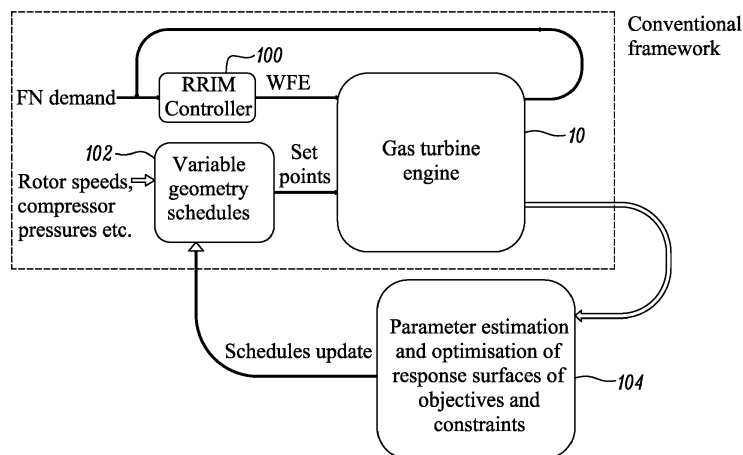 Conventional
framework
100
FN demand
RRIM
Controller
WFE
10
Gas turbine
engine
102
Variable
geometry
schedules
Set
points
Rotor speeds,
compressor
pressures etc.
Schedules update
Parameter estimation
and optimisation of
response surfaces of
objectives and
constraints
104